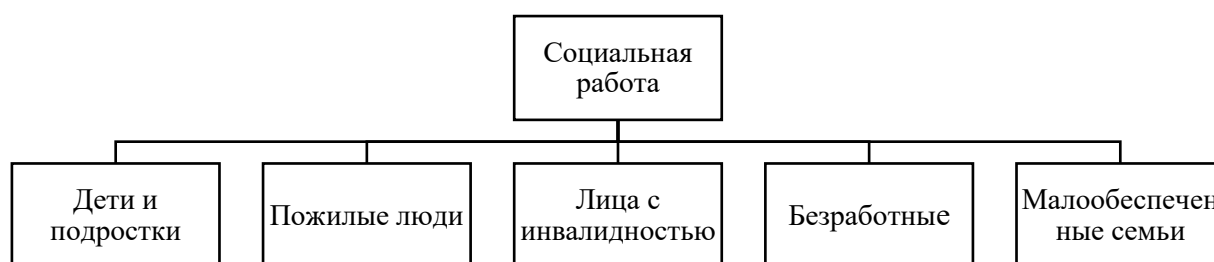 Социальная
работа
Дети и
подростки
Пожилые люди
Лица с
инвалидностью
Безработные
Малообеспечен
ные семьи